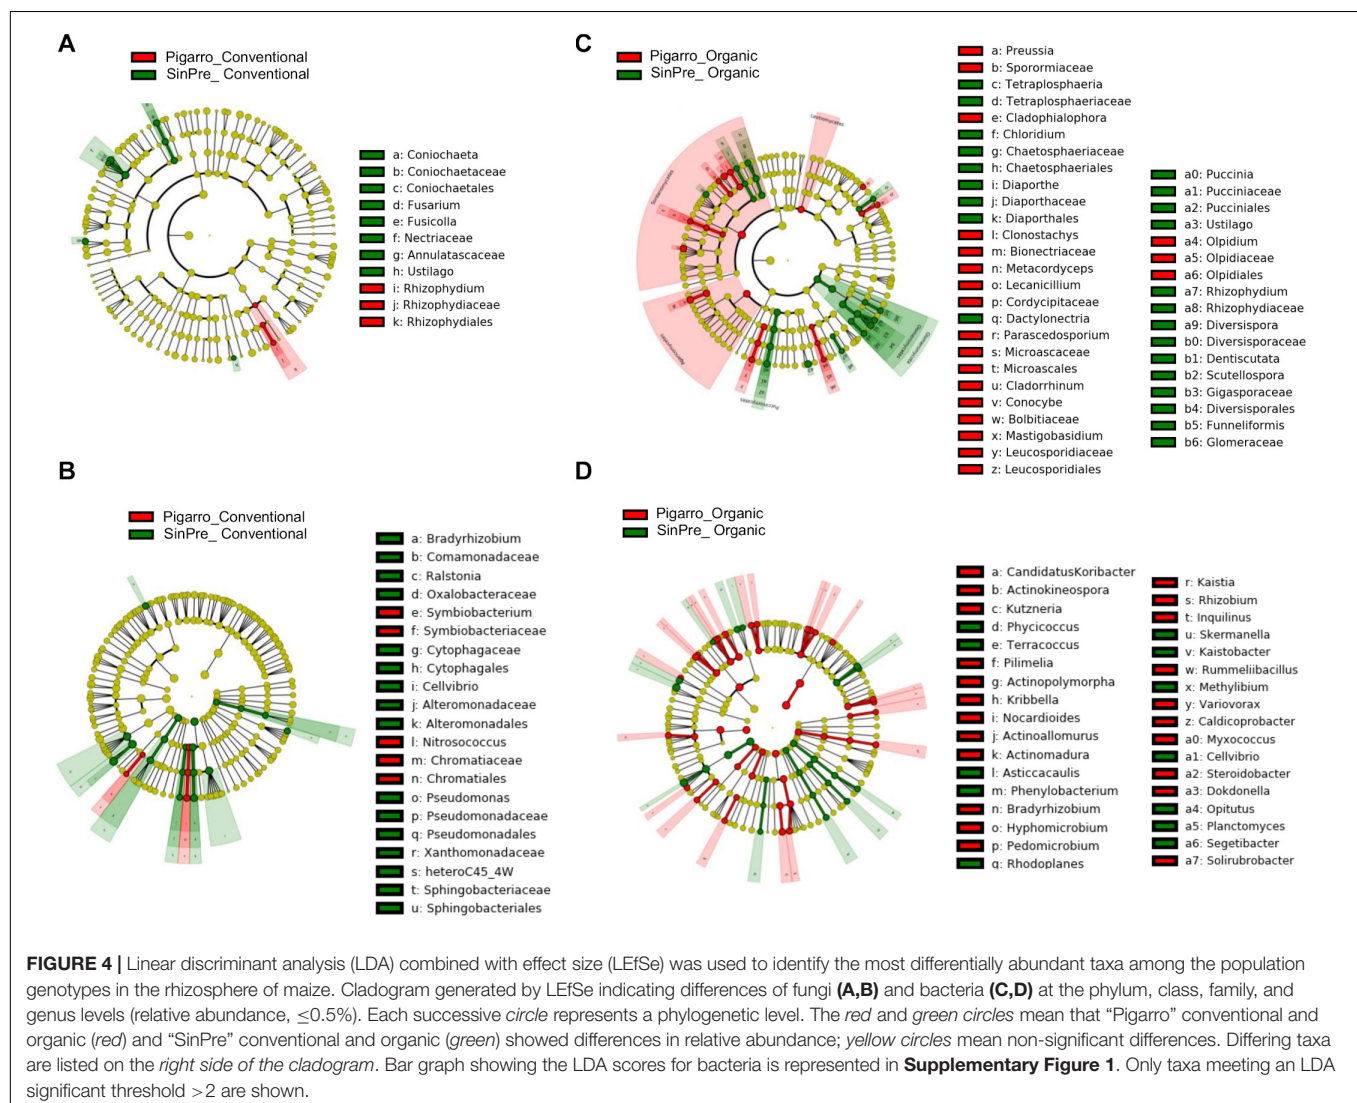 A
Pigarro_Conventional
SinPre_ Conventional
a: Coniochaeta
b: Coniochaetaceae
c: Coniochaetales
d: Fusarium
e: Fusicolla
f: Nectriaceae
g: Annulatascaceae
h: Ustilago
i: Rhizophydium
j: Rhizophydiaceae
k: Rhizophydiales
C
Pigarro_Organic
SinPre_ Organic
Leotiomycetes
Sordariomycetes
Agaricomycetes
Pucciniomycetes
Glomeromycetes
Glomeromycota
a: Preussia
b: Sporormiaceae
c: Tetraplosphaeria
d: Tetraplosphaeriaceae
e: Cladophialophora
f: Chloridium
g: Chaetosphaeriaceae
h: Chaetosphaeriales
i: Diaporthe
j: Diaporthaceae
k: Diaporthales
l: Clonostachys
m: Bionectriaceae
n: Metacordyceps
o: Lecanicillium
p: Cordycipitaceae
q: Dactylonectria
r: Parascedosporium
s: Microascaceae
t: Microascales
u: Cladorrhinum
v: Conocybe
w: Bolbitiaceae
x: Mastigobasidium
y: Leucosporidiaceae
z: Leucosporidiales
a0: Puccinia
a1: Pucciniaceae
a2: Pucciniales
a3: Ustilago
a4: Olpidium
a5: Olpidiaceae
a6: Olpidiales
a7: Rhizophydium
a8: Rhizophydiaceae
a9: Diversispora
b0: Diversisporaceae
b1: Dentiscutata
b2: Scutellospora
b3: Gigasporaceae
b4: Diversisporales
b5: Funneliformis
b6: Glomeraceae
B
Pigarro_Conventional
SinPre_ Conventional
a: Bradyrhizobium
b: Comamonadaceae
c: Ralstonia
d: Oxalobacteraceae
e: Symbiobacterium
f: Symbiobacteriaceae
g: Cytophagaceae
h: Cytophagales
i: Cellvibrio
j: Alteromonadaceae
k: Alteromonadales
l: Nitrosococcus
m: Chromatiaceae
n: Chromatiales
o: Pseudomonas
p: Pseudomonadaceae
q: Pseudomonadales
r: Xanthomonadaceae
s: heteroC45_4W
t: Sphingobacteriaceae
u: Sphingobacteriales
D
Pigarro_Organic
SinPre_ Organic
a: CandidatusKoribacter
b: Actinokineospora
c: Kutzneria
d: Phycicoccus
e: Terracoccus
f: Pilimelia
g: Actinopolymorpha
h: Kribbella
i: Nocardioides
j: Actinoallomurus
k: Actinomadura
l: Asticcacaulis
m: Phenylobacterium
n: Bradyrhizobium
o: Hyphomicrobium
p: Pedomicrobium
q: Rhodoplanes
r: Kaistia
s: Rhizobium
t: Inquilinus
u: Skermanella
v: Kaistobacter
w: Rummeliibacillus
x: Methylibium
y: Variovorax
z: Caldicoprobacter
a0: Myxococcus
a1: Cellvibrio
a2: Steroidobacter
a3: Dokdonella
a4: Opitutus
a5: Planctomyces
a6: Segetibacter
a7: Solirubrobacter
FIGURE 4 | Linear discriminant analysis (LDA) combined with effect size (LEfSe) was used to identify the most differentially abundant taxa among the population
genotypes in the rhizosphere of maize. Cladogram generated by LEfSe indicating differences of fungi (A,B) and bacteria (C,D) at the phylum, class, family, and
genus levels (relative abundance, ≤0.5%). Each successive circle represents a phylogenetic level. The red and green circles mean that “Pigarro” conventional and
organic (red) and “SinPre” conventional and organic (green) showed differences in relative abundance; yellow circles mean non-significant differences. Differing taxa
are listed on the right side of the cladogram. Bar graph showing the LDA scores for bacteria is represented in Supplementary Figure 1. Only taxa meeting an LDA
significant threshold >2 are shown.